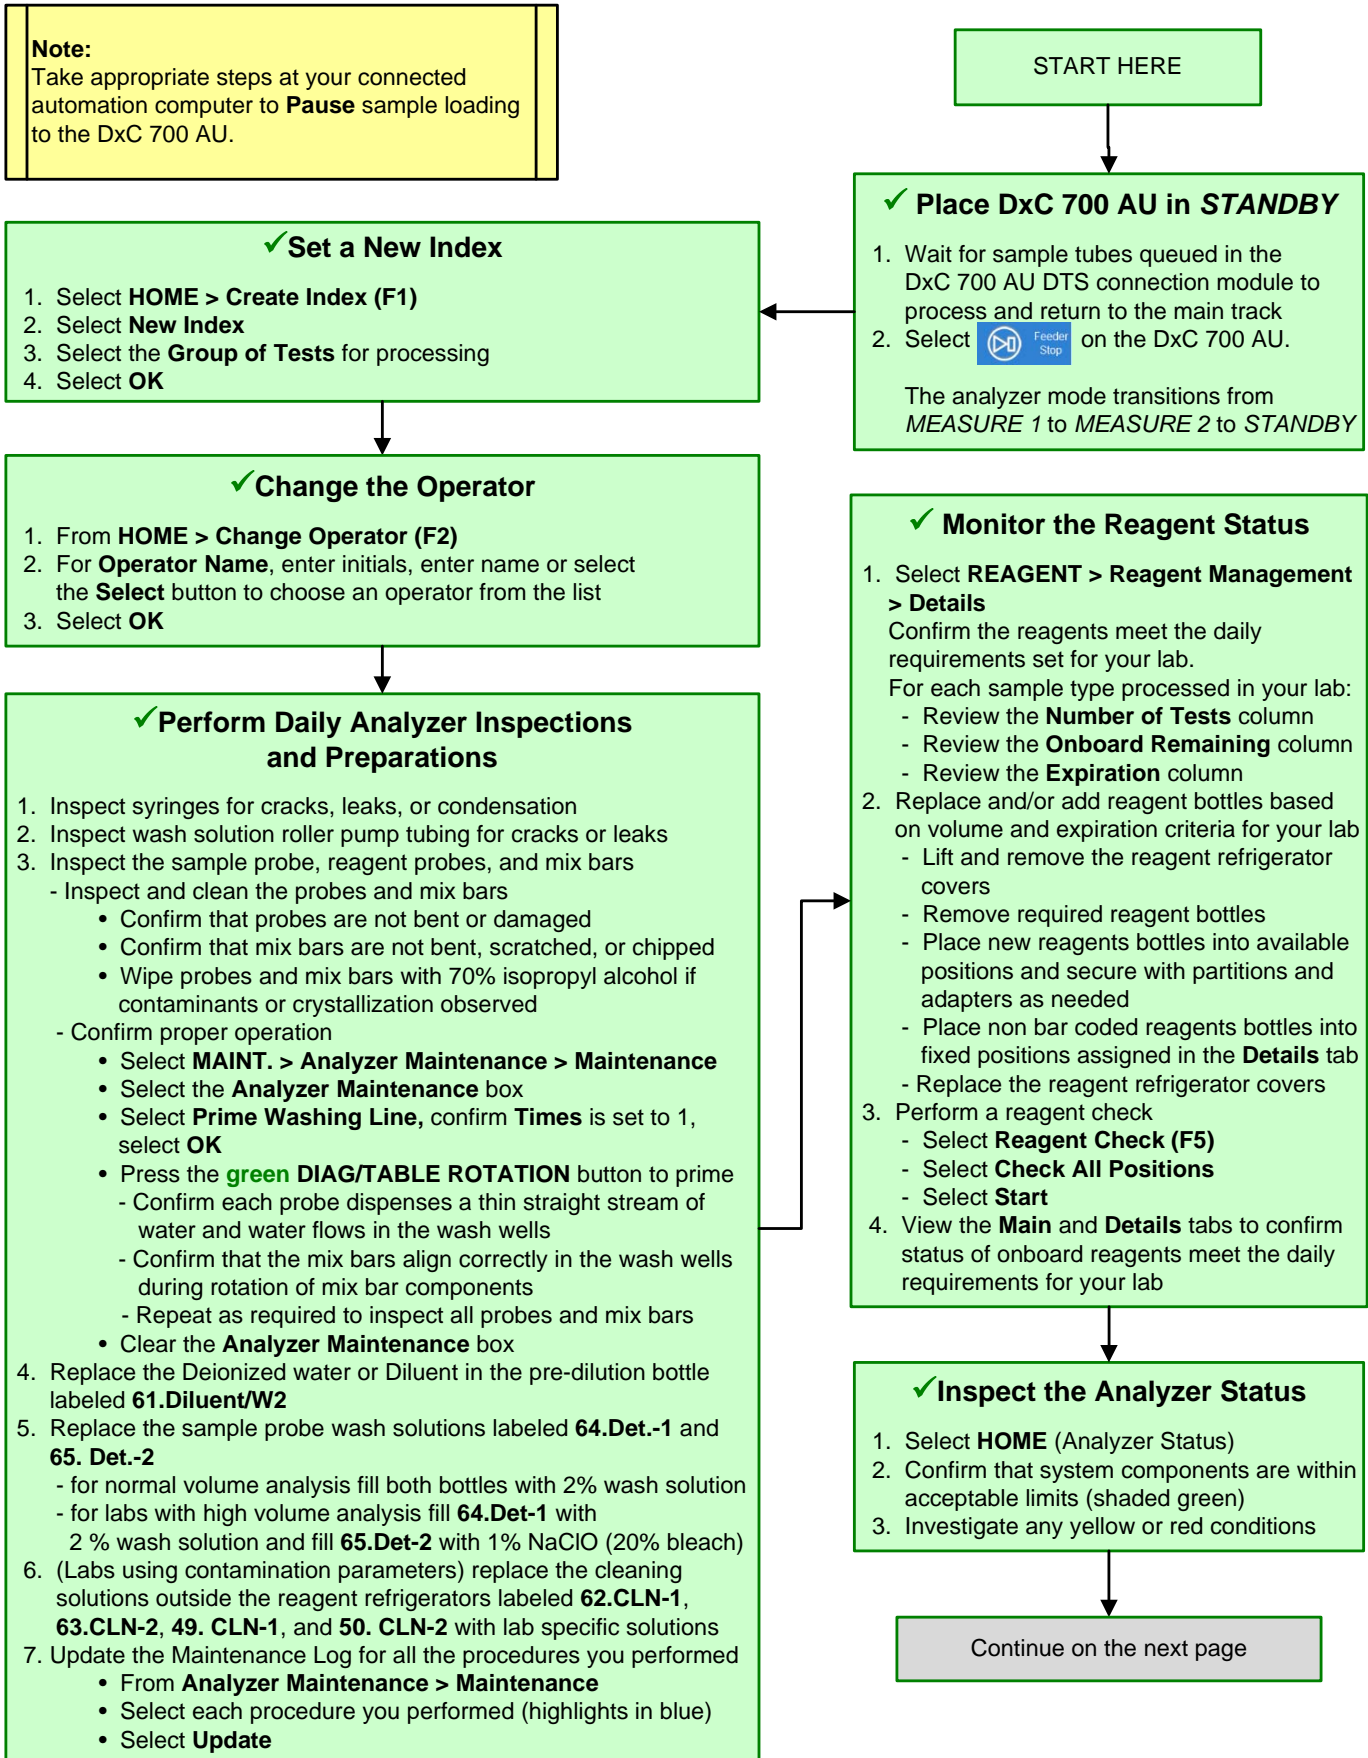 Note:
Take appropriate steps at your connected
automation computer to Pause sample loading
to the DxC 700 AU.
START HERE
✓ Place DxC 700 AU in STANDBY
1. Wait for sample tubes queued in the
DxC 700 AU DTS connection module to
process and return to the main track
2. Select Feeder Stop on the DxC 700 AU.
The analyzer mode transitions from
MEASURE 1 to MEASURE 2 to STANDBY
✓Set a New Index
1. Select HOME > Create Index (F1)
2. Select New Index
3. Select the Group of Tests for processing
4. Select OK
✓Change the Operator
1. From HOME > Change Operator (F2)
2. For Operator Name, enter initials, enter name or select
the Select button to choose an operator from the list
3. Select OK
✓Perform Daily Analyzer Inspections
and Preparations
1. Inspect syringes for cracks, leaks, or condensation
2. Inspect wash solution roller pump tubing for cracks or leaks
3. Inspect the sample probe, reagent probes, and mix bars
- Inspect and clean the probes and mix bars
• Confirm that probes are not bent or damaged
• Confirm that mix bars are not bent, scratched, or chipped
• Wipe probes and mix bars with 70% isopropyl alcohol if
contaminants or crystallization observed
- Confirm proper operation
• Select MAINT. > Analyzer Maintenance > Maintenance
• Select the Analyzer Maintenance box
• Select Prime Washing Line, confirm Times is set to 1,
select OK
• Press the green DIAG/TABLE ROTATION button to prime
- Confirm each probe dispenses a thin straight stream of
water and water flows in the wash wells
- Confirm that the mix bars align correctly in the wash wells
during rotation of mix bar components
- Repeat as required to inspect all probes and mix bars
• Clear the Analyzer Maintenance box
4. Replace the Deionized water or Diluent in the pre-dilution bottle
labeled 61.Diluent/W2
5. Replace the sample probe wash solutions labeled 64.Det.-1 and
65. Det.-2
- for normal volume analysis fill both bottles with 2% wash solution
- for labs with high volume analysis fill 64.Det-1 with
2 % wash solution and fill 65.Det-2 with 1% NaClO (20% bleach)
6. (Labs using contamination parameters) replace the cleaning
solutions outside the reagent refrigerators labeled 62.CLN-1,
63.CLN-2, 49. CLN-1, and 50. CLN-2 with lab specific solutions
7. Update the Maintenance Log for all the procedures you performed
• From Analyzer Maintenance > Maintenance
• Select each procedure you performed (highlights in blue)
• Select Update
✓ Monitor the Reagent Status
1. Select REAGENT > Reagent Management
> Details
Confirm the reagents meet the daily
requirements set for your lab.
For each sample type processed in your lab:
- Review the Number of Tests column
- Review the Onboard Remaining column
- Review the Expiration column
2. Replace and/or add reagent bottles based
on volume and expiration criteria for your lab
- Lift and remove the reagent refrigerator
covers
- Remove required reagent bottles
- Place new reagents bottles into available
positions and secure with partitions and
adapters as needed
- Place non bar coded reagents bottles into
fixed positions assigned in the Details tab
- Replace the reagent refrigerator covers
3. Perform a reagent check
- Select Reagent Check (F5)
- Select Check All Positions
- Select Start
4. View the Main and Details tabs to confirm
status of onboard reagents meet the daily
requirements for your lab
✓Inspect the Analyzer Status
1. Select HOME (Analyzer Status)
2. Confirm that system components are within
acceptable limits (shaded green)
3. Investigate any yellow or red conditions
Continue on the next page